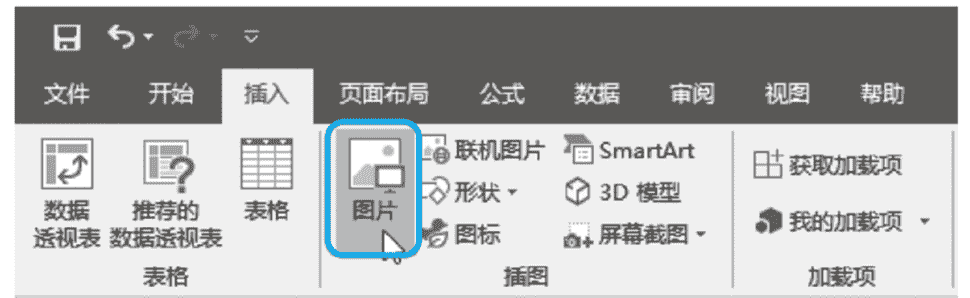 文件 开始 插入 页面布局 公式 数据 审阅 视图 帮助
数据
透视表
推荐的
数据透视表
表格
表格
图片
联机图片
形状
图标
SmartArt
3D 模型
屏幕截图
插图
获取加载项
我的加载项
加载项